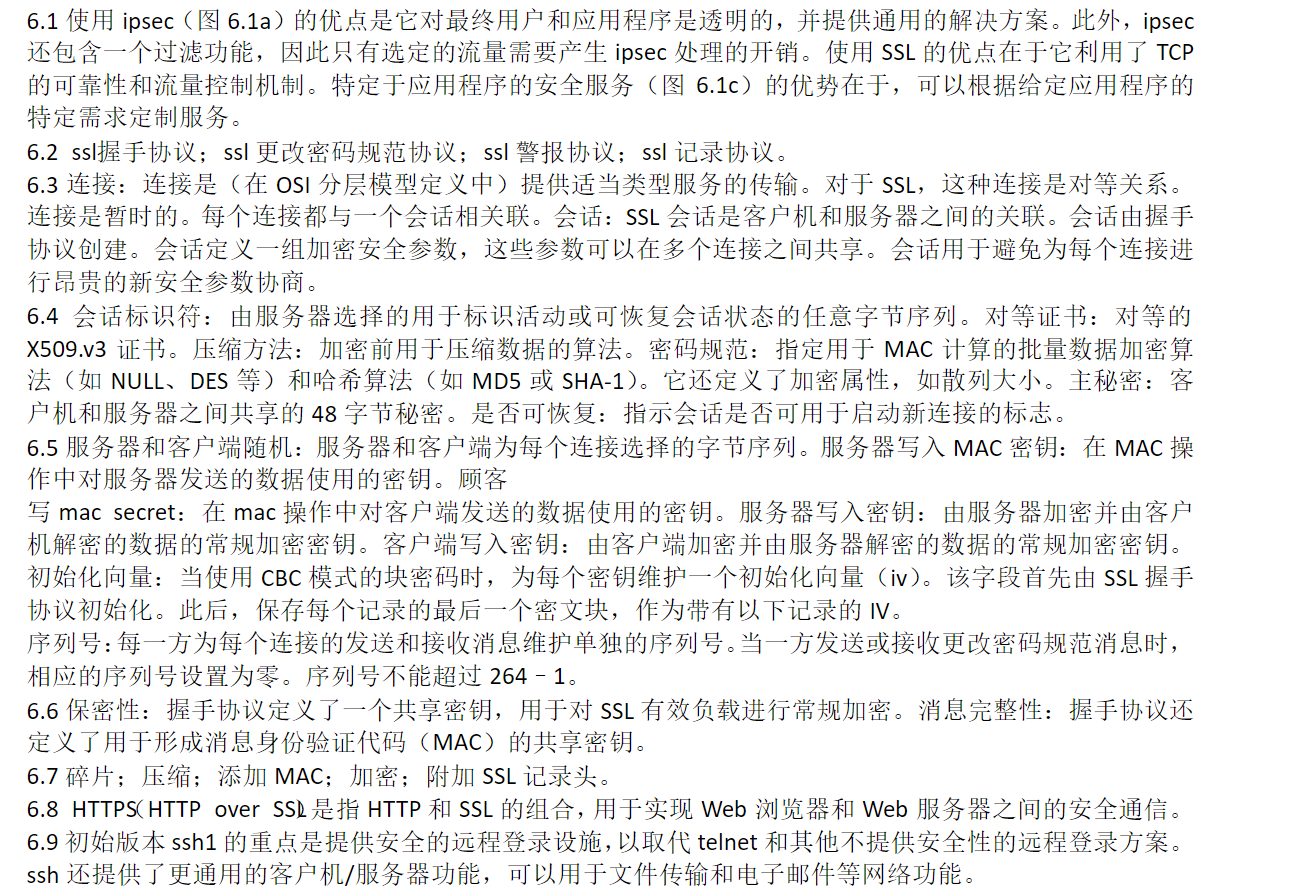 6.1 使用 ipsec（图 6.1a）的优点是它对最终用户和应用程序是透明的，并提供通用的解决方案。此外，ipsec
还包含一个过滤功能，因此只有选定的流量需要产生 ipsec 处理的开销。使用 SSL 的优点在于它利用了 TCP
的可靠性和流量控制机制。特定于应用程序的安全服务（图 6.1c）的优势在于，可以根据给定应用程序的
特定需求定制服务。
6.2 ssl握手协议；ssl 更改密码规范协议；ssl 警报协议；ssl 记录协议。
6.3 连接：连接是（在 OSI 分层模型定义中）提供适当类型服务的传输。对于 SSL，这种连接是对等关系。
连接是暂时的。每个连接都与一个会话相关联。会话：SSL 会话是客户机和服务器之间的关联。会话由握手
协议创建。会话定义一组加密安全参数，这些参数可以在多个连接之间共享。会话用于避免为每个连接进
行昂贵的新安全参数协商。
6.4 会话标识符：由服务器选择的用于标识活动或可恢复会话状态的任意字节序列。对等证书：对等的
X509.v3 证书。压缩方法：加密前用于压缩数据的算法。密码规范：指定用于 MAC 计算的批量数据加密算
法（如 NULL、DES 等）和哈希算法（如 MD5 或 SHA-1）。它还定义了加密属性，如散列大小。主秘密：客
户机和服务器之间共享的 48 字节秘密。是否可恢复：指示会话是否可用于启动新连接的标志。
6.5 服务器和客户端随机：服务器和客户端为每个连接选择的字节序列。服务器写入 MAC 密钥：在 MAC 操
作中对服务器发送的数据使用的密钥。顾客
写 mac secret：在 mac 操作中对客户端发送的数据使用的密钥。服务器写入密钥：由服务器加密并由客户
机解密的数据的常规加密密钥。客户端写入密钥：由客户端加密并由服务器解密的数据的常规加密密钥。
初始化向量：当使用 CBC 模式的块密码时，为每个密钥维护一个初始化向量（iv）。该字段首先由 SSL 握手
协议初始化。此后，保存每个记录的最后一个密文块，作为带有以下记录的 IV。
序列号：每一方为每个连接的发送和接收消息维护单独的序列号。当一方发送或接收更改密码规范消息时，
相应的序列号设置为零。序列号不能超过 264 – 1。
6.6 保密性：握手协议定义了一个共享密钥，用于对 SSL 有效负载进行常规加密。消息完整性：握手协议还
定义了用于形成消息身份验证代码（MAC）的共享密钥。
6.7 碎片；压缩；添加 MAC；加密；附加 SSL 记录头。
6.8 HTTPS（HTTP over SSL）是指 HTTP 和 SSL 的组合，用于实现 Web 浏览器和 Web 服务器之间的安全通信。
6.9 初始版本 ssh1 的重点是提供安全的远程登录设施，以取代 telnet 和其他不提供安全性的远程登录方案。
ssh 还提供了更通用的客户机/服务器功能，可以用于文件传输和电子邮件等网络功能。